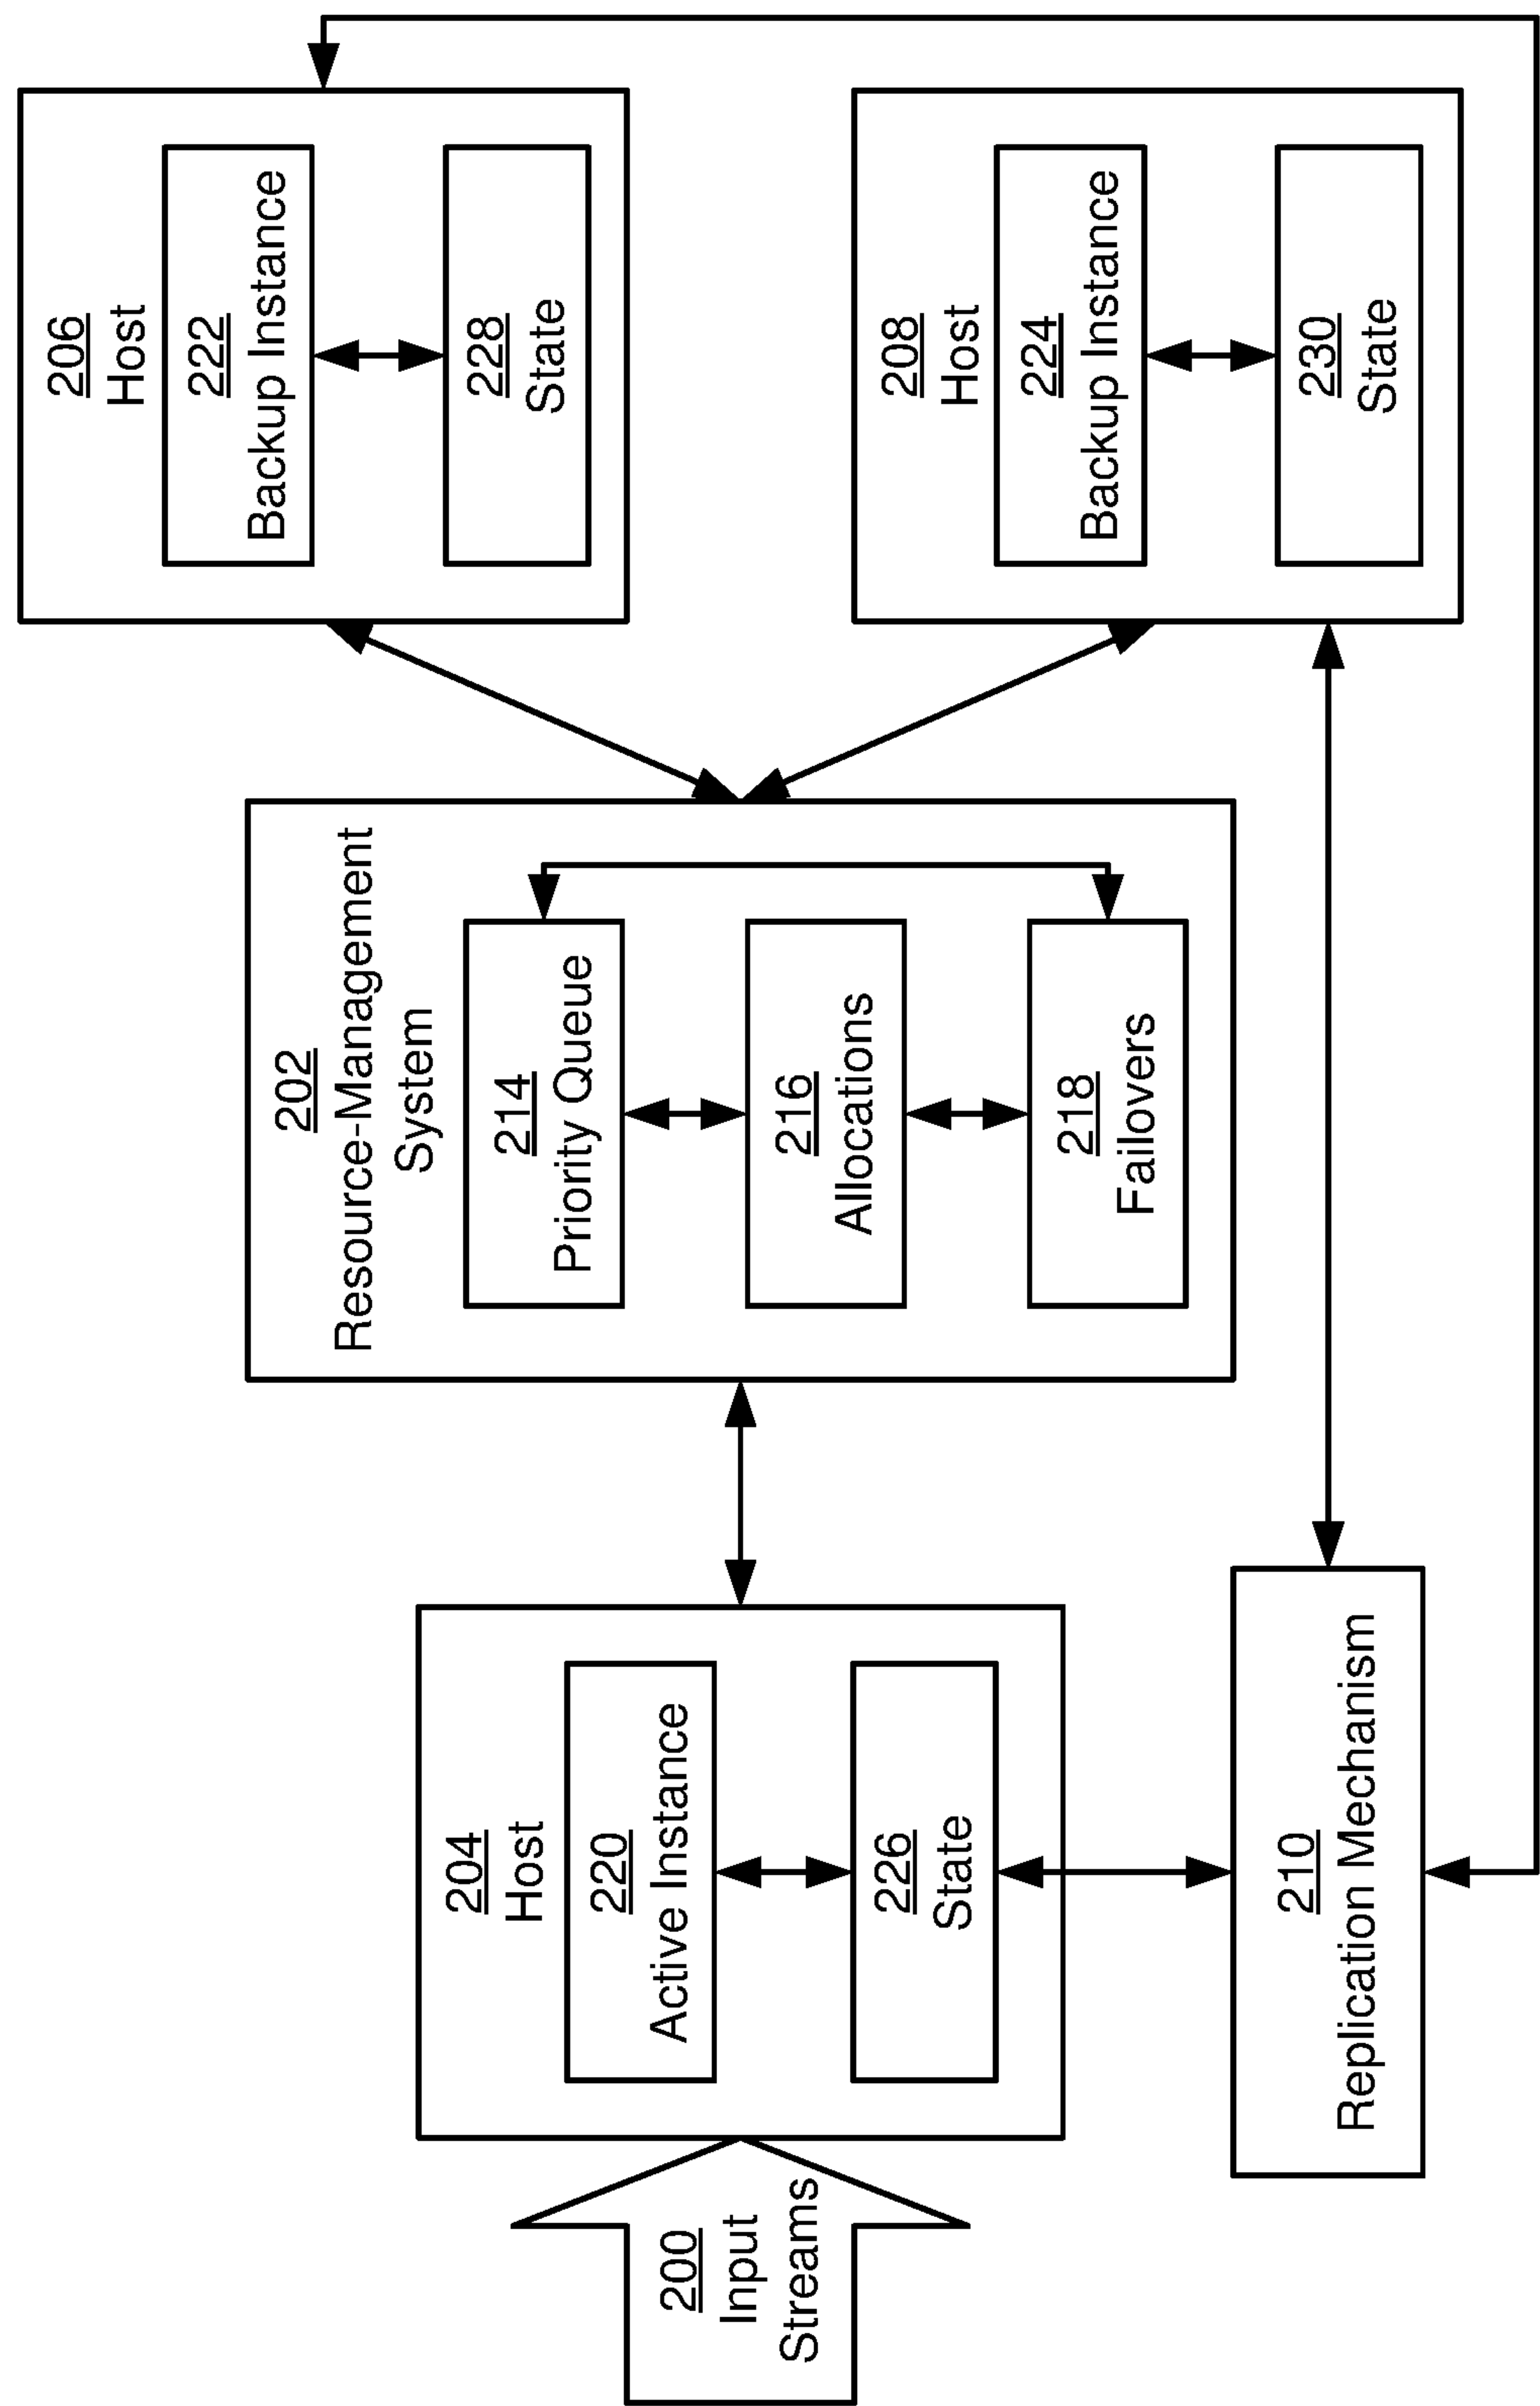 200
Input
Streams
204
Host
220
Active Instance
226
State
210
Replication Mechanism
202
Resource-Management
System
214
Priority Queue
216
Allocations
218
Failovers
206
Host
222
Backup Instance
228
State
208
Host
224
Backup Instance
230
State